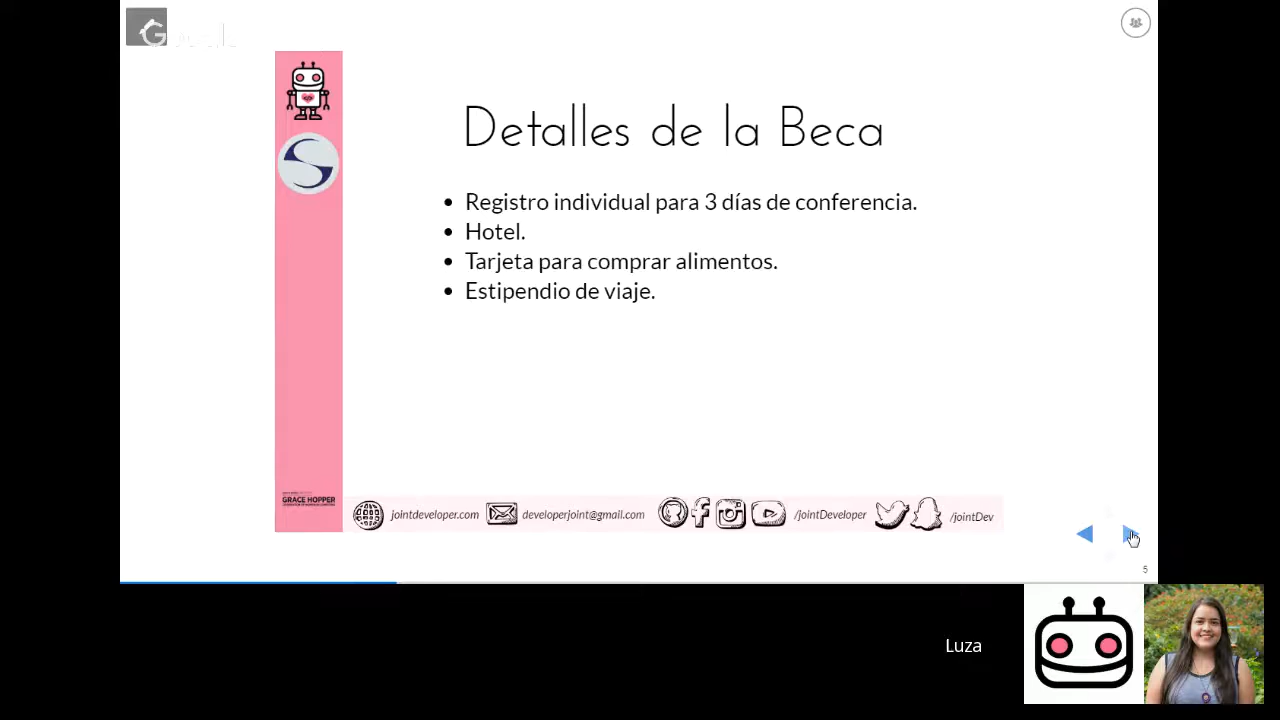 Detalles de la Beca
Registro individual para 3 días de conferencia.
Hotel.
Tarjeta para comprar alimentos.
Estipendio de viaje.
GRACE HOPPER
jointdeveloper.com
developerjoint@gmail.com
/jointDeveloper
/jointDev
5
Luza